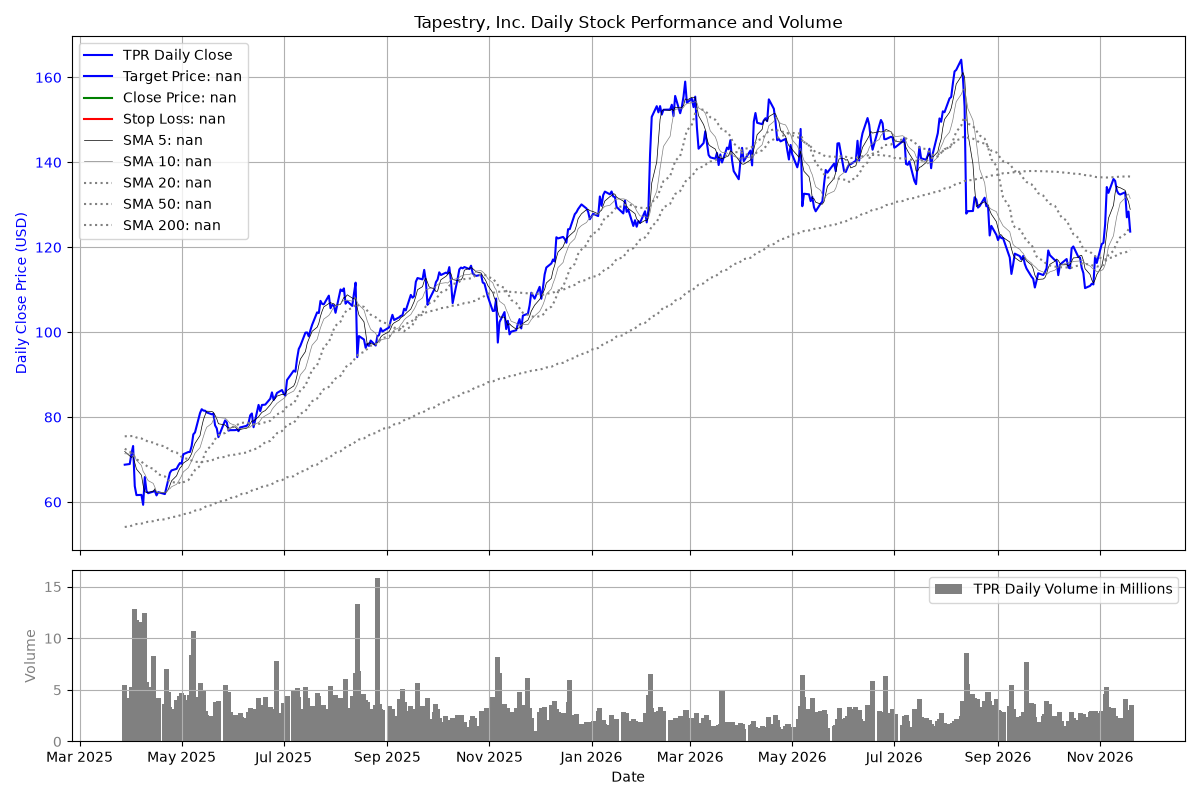 Tapestry, Inc. Daily Stock Performance and Volume
TPR Daily Close
Target Price: nan
Close Price: nan
Stop Loss: nan
SMA 5: nan
SMA 10: nan
SMA 20: nan
SMA 50: nan
SMA 200: nan
Daily Close Price (USD)
160
140
120
100
80
60
TPR Daily Volume in Millions
Volume
15
10
5
0
Mar 2025 May 2025 Jul 2025 Sep 2025 Nov 2025 Jan 2026 Mar 2026 May 2026 Jul 2026 Sep 2026 Nov 2026
Date